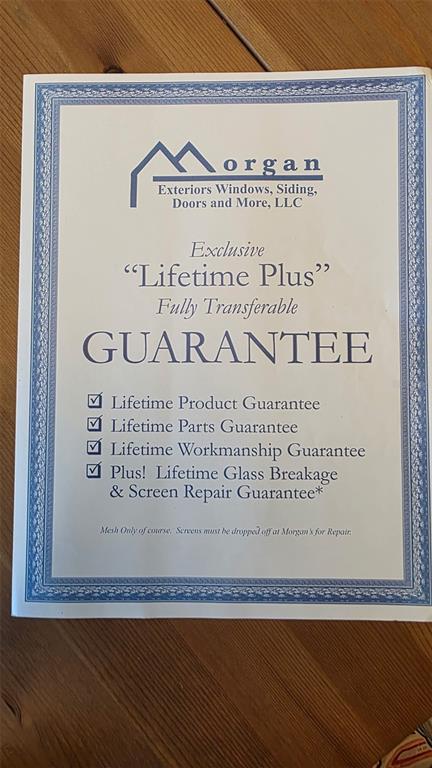 Morgan
Exteriors Windows, Siding,
Doors and More, LLC
Exclusive
“Lifetime Plus”
Fully Transferable
GUARANTEE
Lifetime Product Guarantee
Lifetime Parts Guarantee
Lifetime Workmanship Guarantee
Plus! Lifetime Glass Breakage
& Screen Repair Guarantee*
Mesh Only of course. Screens must be dropped off at Morgan's for Repair.